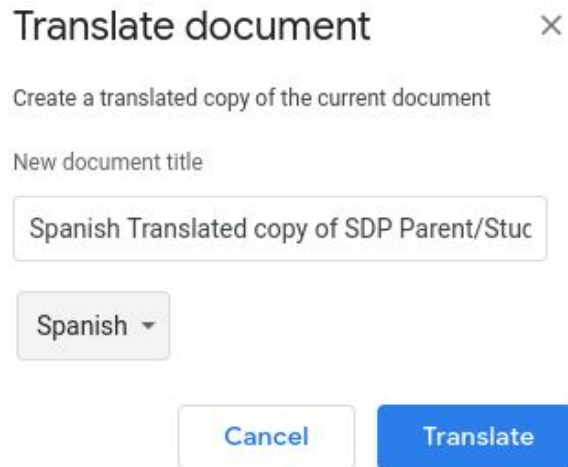 Translate document
Create a translated copy of the current document
New document title
Spanish Translated copy of SDP Parent/Stuc
Spanish
Cancel
Translate